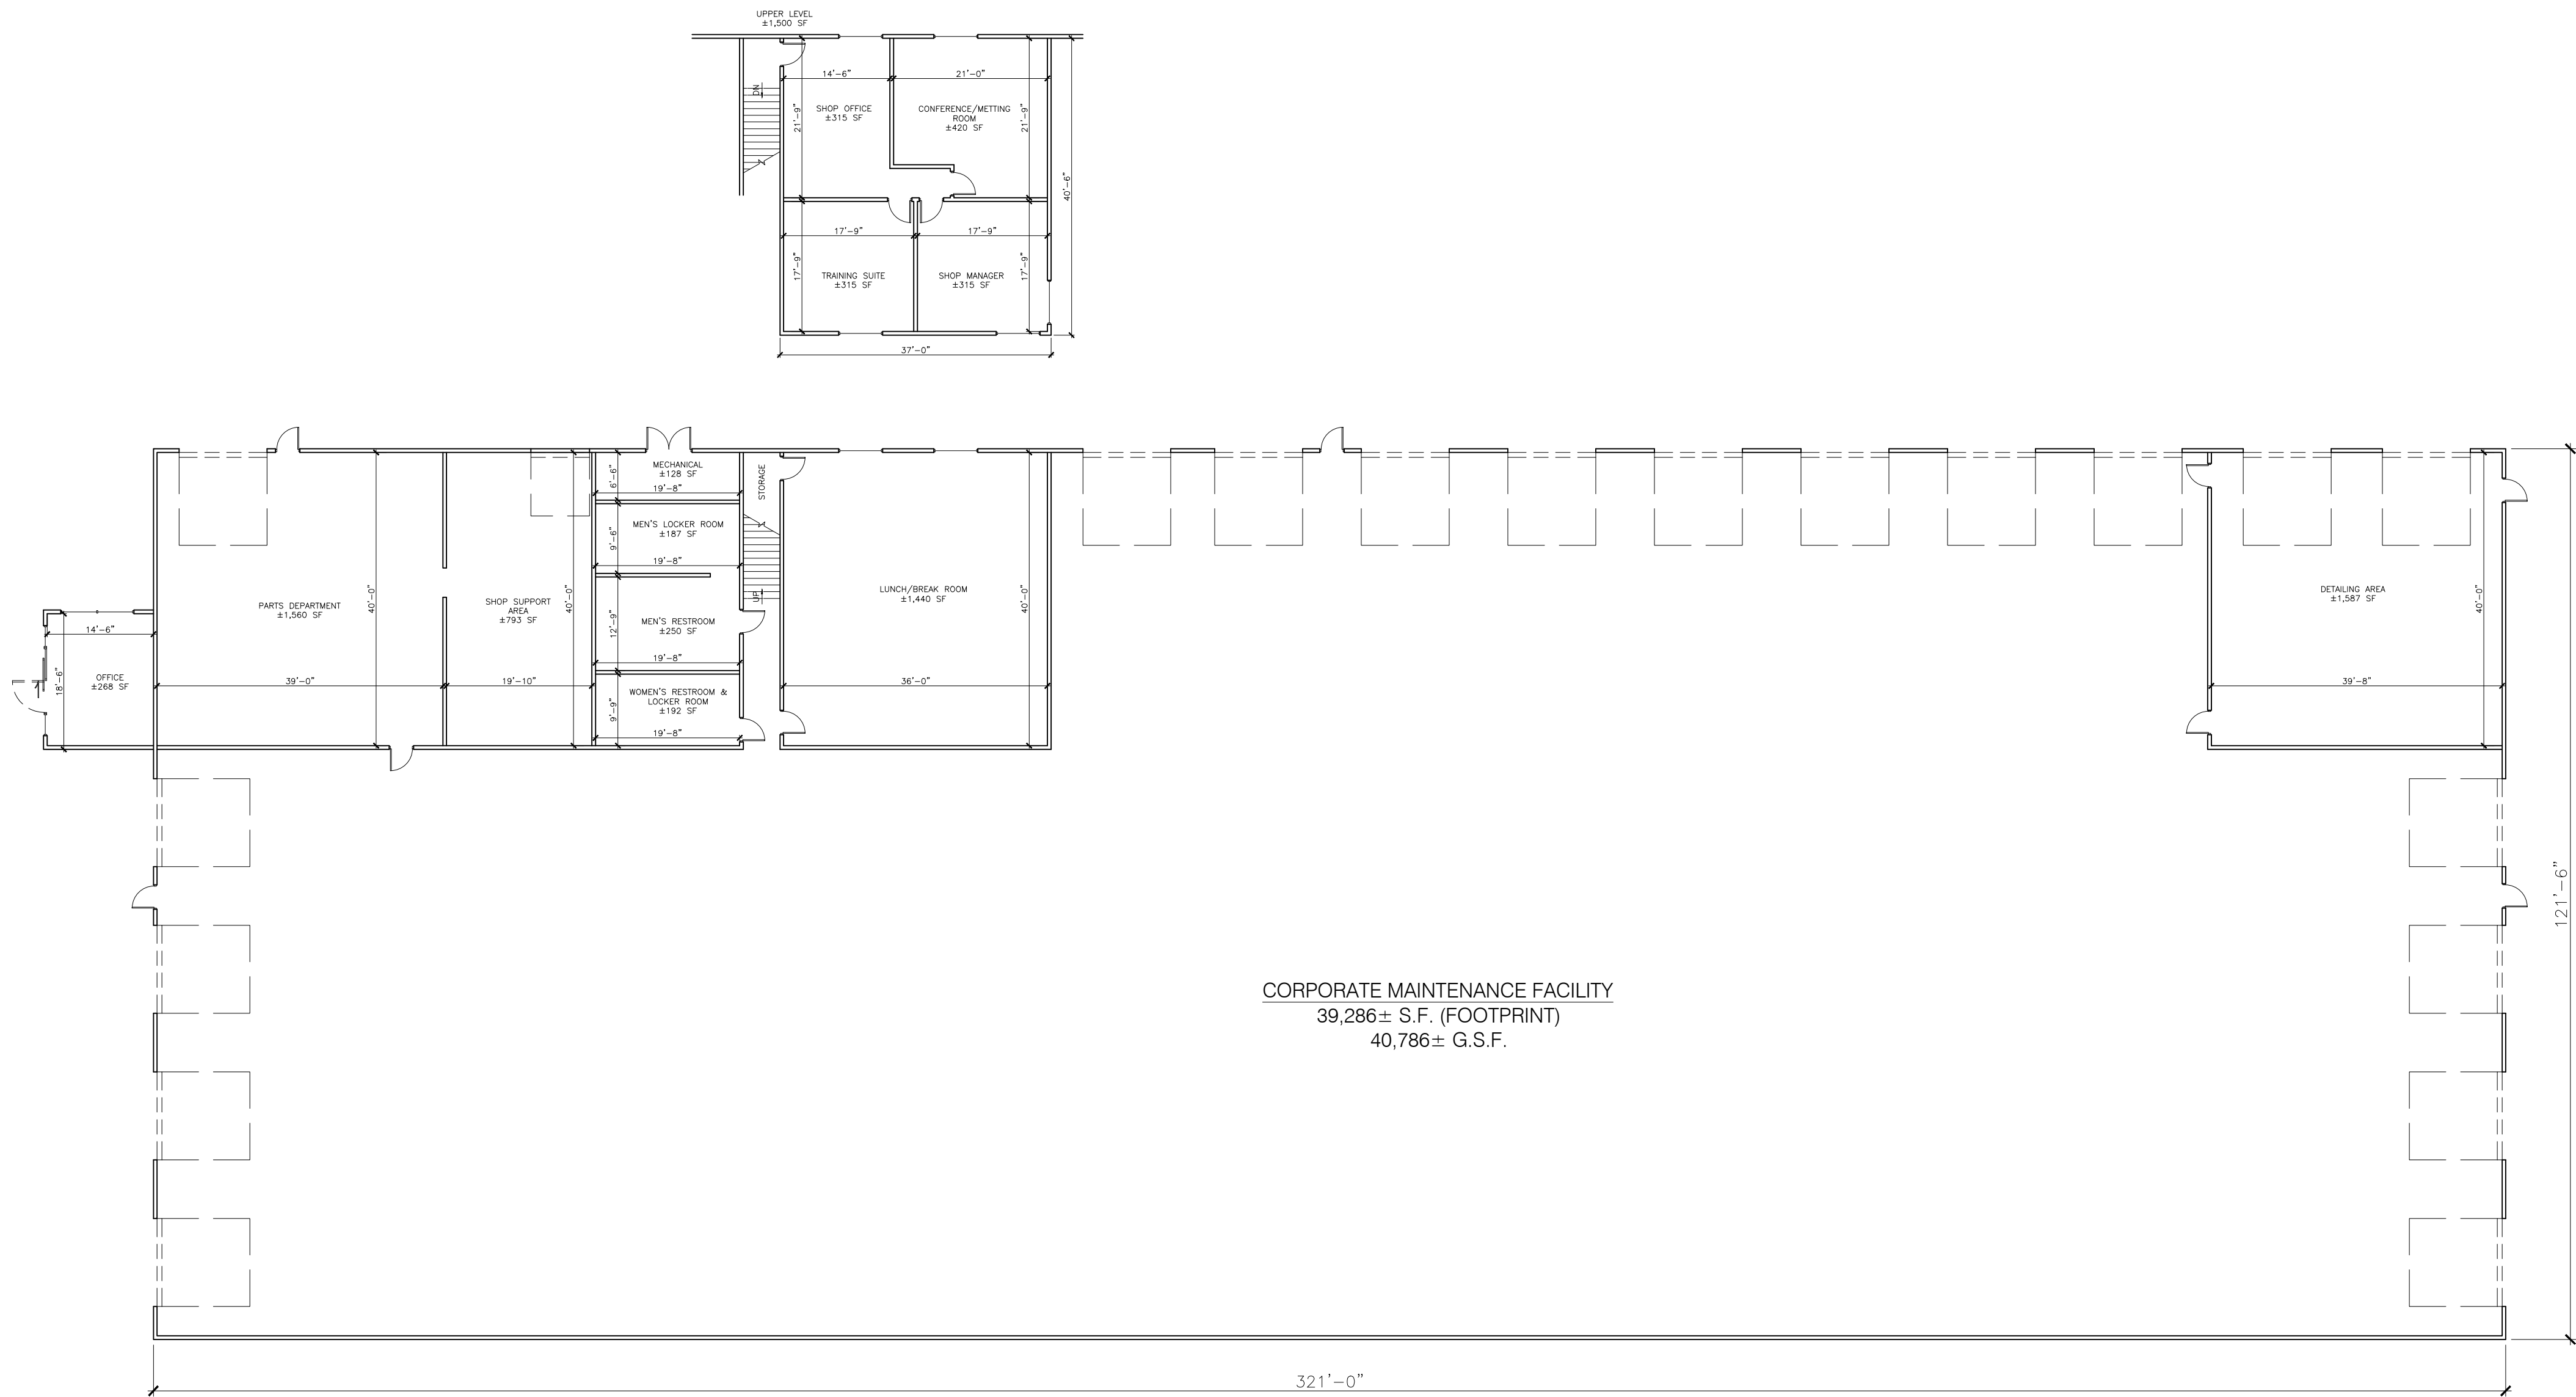 UPPER LEVEL
±1,500 SF
14'-6"
21'-0"
DN
SHOP OFFICE
±315 SF
CONFERENCE/METTING
ROOM
±420 SF
21'-9"
21'-9"
40'-6"
17'-9"
17'-9"
TRAINING SUITE
±315 SF
SHOP MANAGER
±315 SF
17'-9"
17'-9"
37'-0"
MECHANICAL
±128 SF
6'-6"
19'-8"
STORAGE
MEN'S LOCKER ROOM
±187 SF
9'-6"
19'-8"
UP
PARTS DEPARTMENT
±1,560 SF
40'-0"
SHOP SUPPORT
AREA
±793 SF
40'-0"
LUNCH/BREAK ROOM
±1,440 SF
40'-0"
DETAILING AREA
±1,587 SF
40'-0"
14'-6"
MEN'S RESTROOM
±250 SF
12'-9"
19'-8"
OFFICE
±268 SF
18'-6"
39'-0"
19'-10"
WOMEN'S RESTROOM &
LOCKER ROOM
±192 SF
9'-9"
19'-8"
36'-0"
39'-8"
121'-6"
CORPORATE MAINTENANCE FACILITY
39,286± S.F. (FOOTPRINT)
40,786± G.S.F.
321'-0"